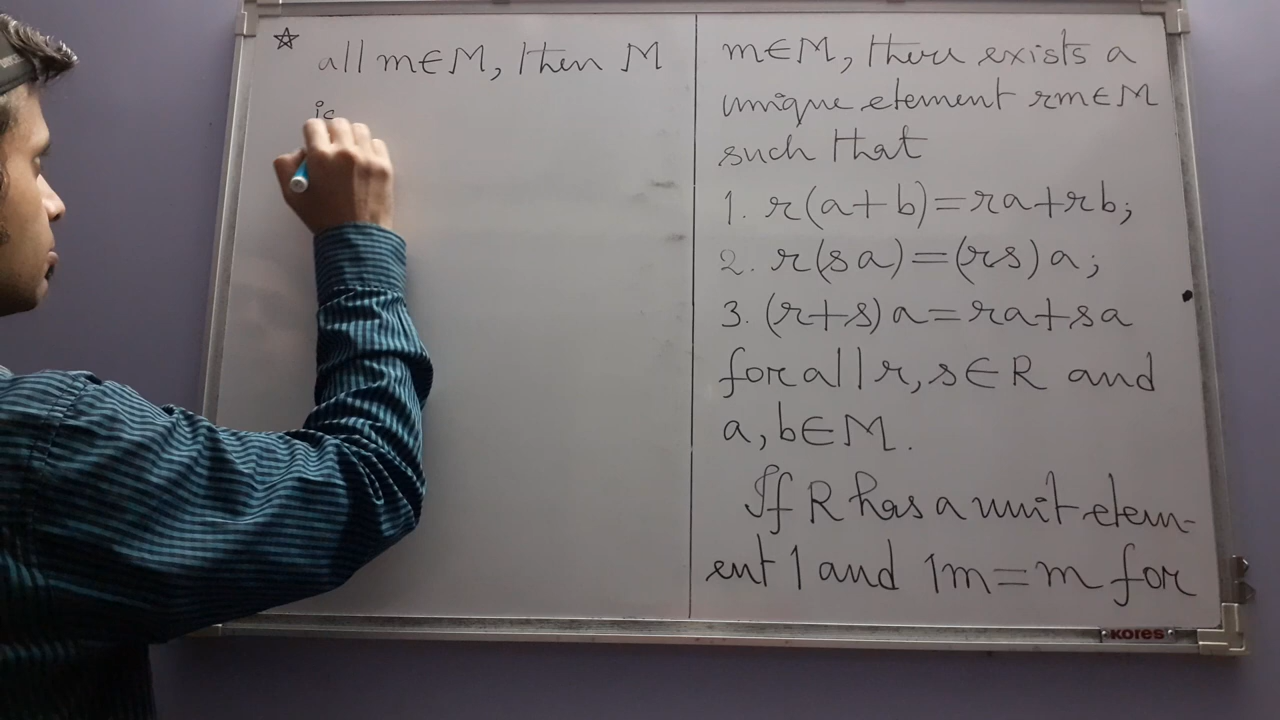 ☆ all m∈M, then M
is
m∈M, there exists a
unique element rm∈M
such that
1. r(a+b)=ra+rb;
2. r(sa)=(rs)a;
3. (r+s)a=ra+sa
for all r, s∈R and
a, b∈M.
If R has a unit elem-
ent 1 and 1m=m for
KORES